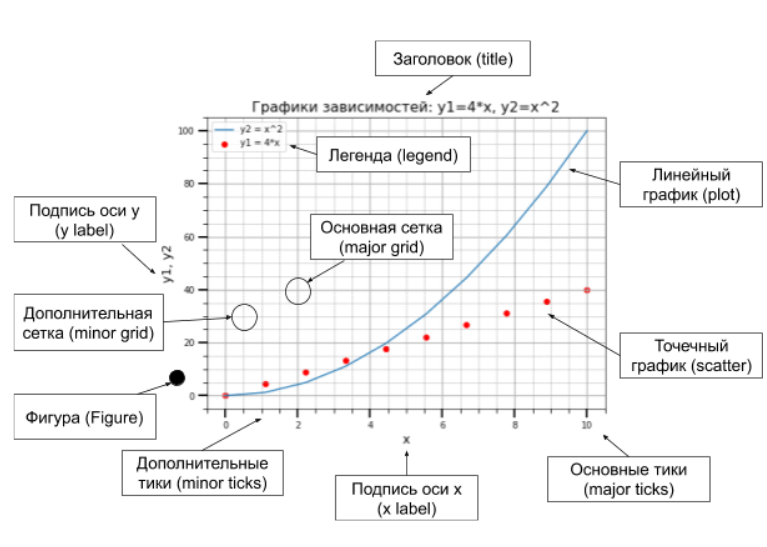 Заголовок (title)
Графики зависимостей: y1=4*x, y2=x^2
y2 = x^2
y1 = 4*x
Легенда (legend)
Линейный
график (plot)
Подпись оси y
(y label)
Основная сетка
(major grid)
y1, y2
Дополнительная
сетка (minor grid)
Точечный
график (scatter)
Фигура (Figure)
100
80
60
40
20
0
0 2 4 6 8 10
x
Дополнительные
тики (minor ticks)
Подпись оси x
(x label)
Основные тики
(major ticks)